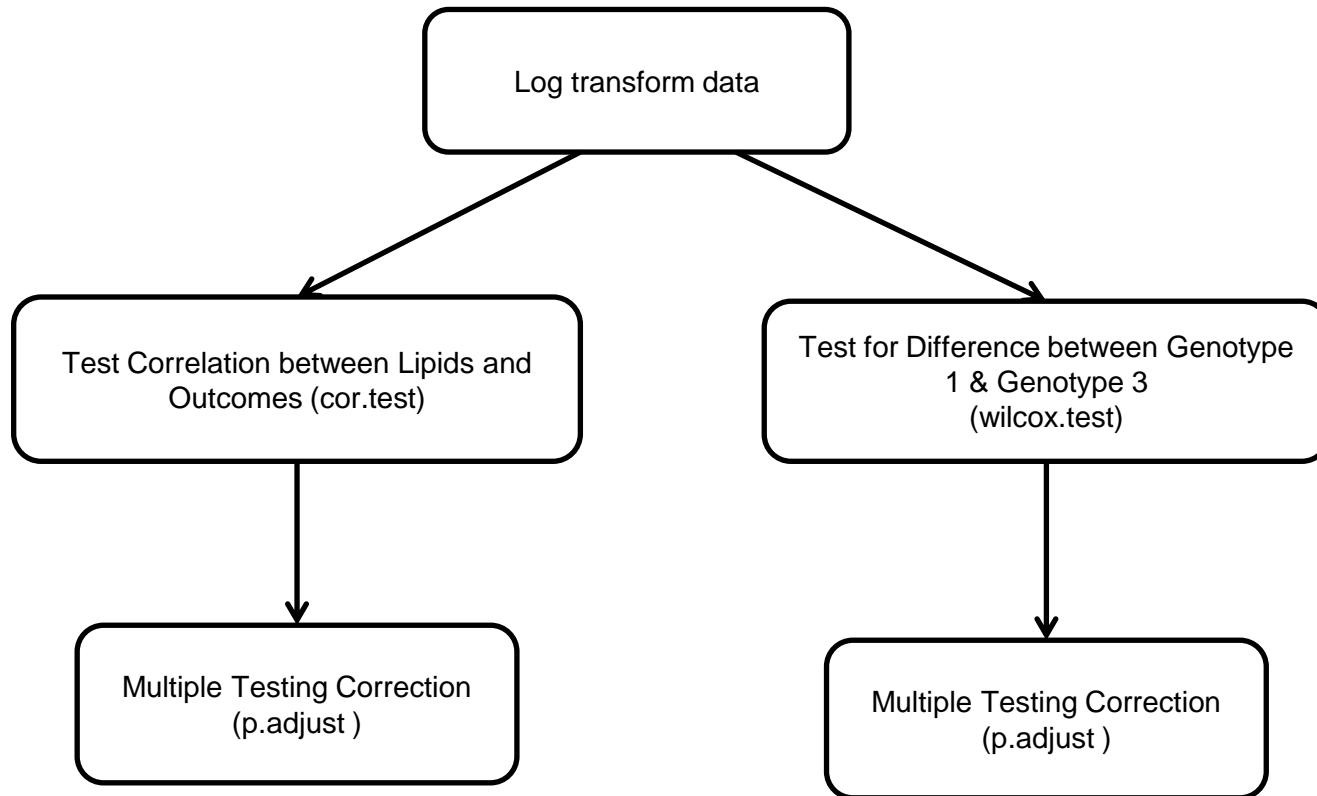 Log transform data
Test Correlation between Lipids and
Outcomes (cor.test)
Test for Difference between Genotype
1 & Genotype 3
(wilcox.test)
Multiple Testing Correction
(p.adjust )
Multiple Testing Correction
(p.adjust )